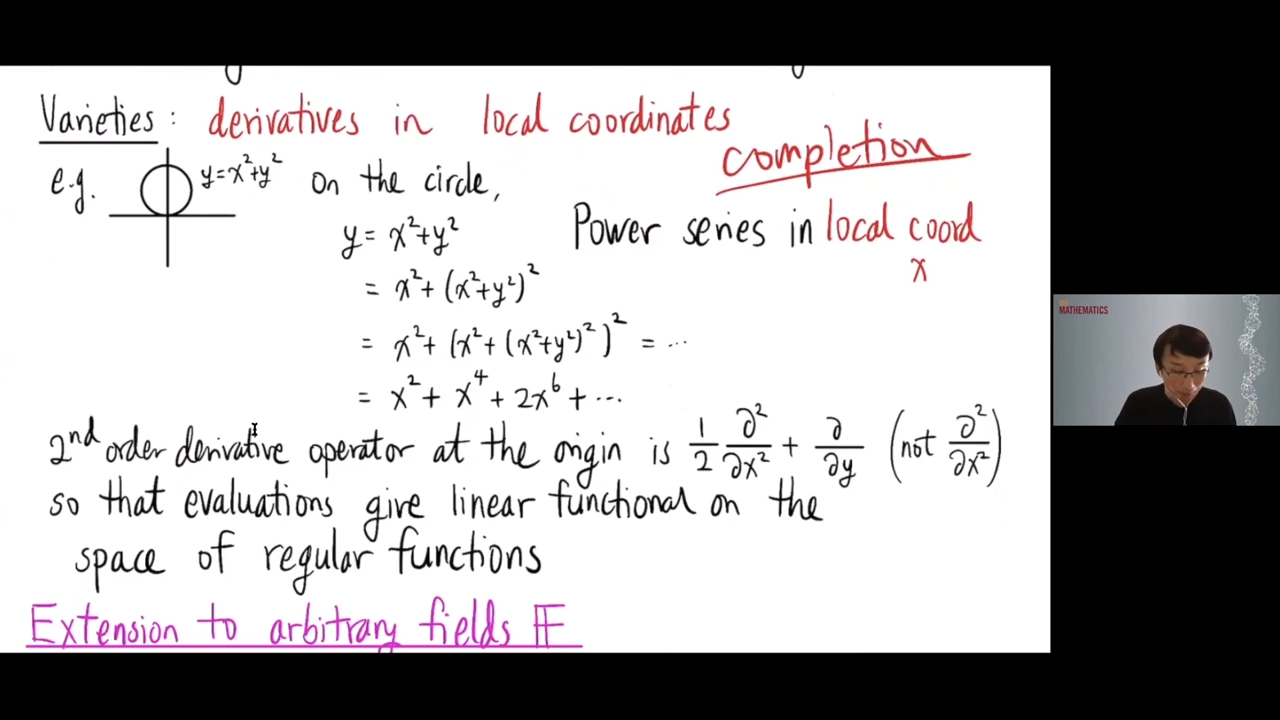 Varieties: derivatives in local coordinates
completion
e.g. y=x²+y² on the circle,
y = x²+y²
= x²+(x²+y²)²
= x²+(x²+(x²+y²)²)² = ...
= x²+x⁴+2x⁶+...
Power series in local coord
x
2nd order derivative operator at the origin is 1/2 ∂²/∂x² + ∂/∂y (not ∂²/∂x²)
so that evaluations give linear functional on the
space of regular functions
Extension to arbitrary fields 𝔽
MATHEMATICS